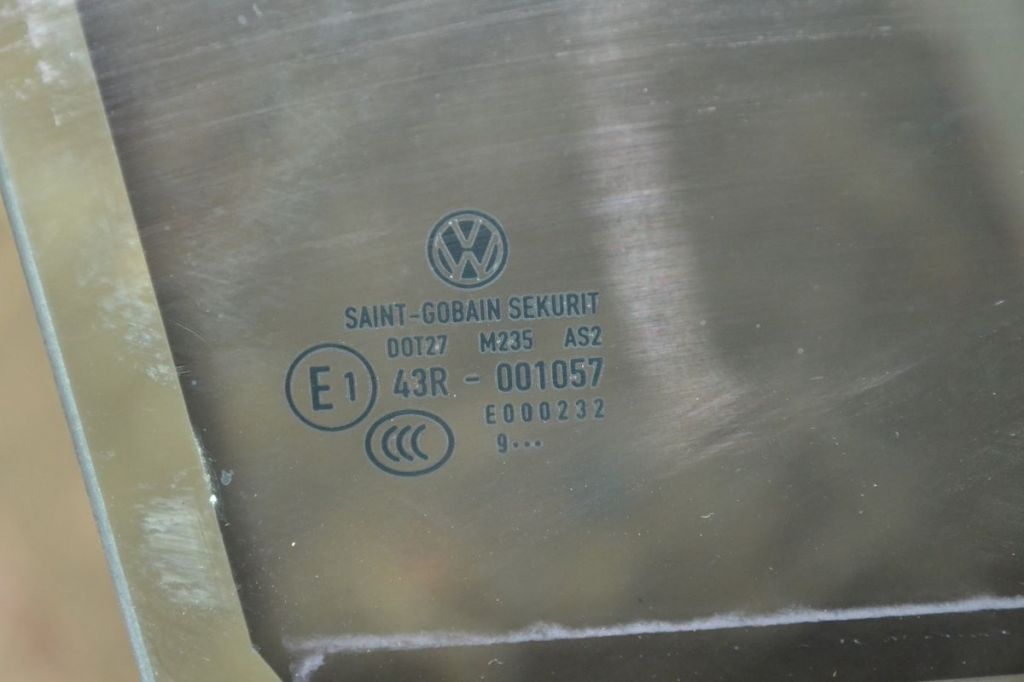 VW
SAINT-GOBAIN SEKURIT
DOT27 M235 AS2
E1 43R - 001057
E000232
CCC
9...